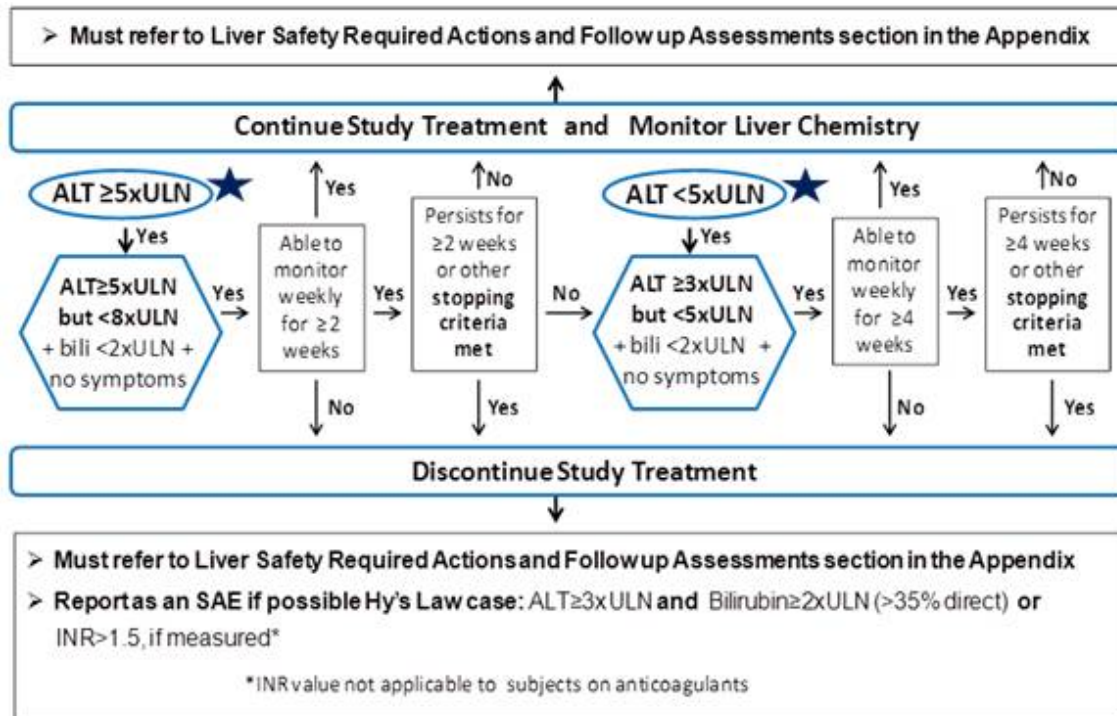 ➢ Must refer to Liver Safety Required Actions and Follow up Assessments section in the Appendix
Continue Study Treatment and Monitor Liver Chemistry
ALT ≥5xULN
Yes
ALT≥5xULN
but <8xULN
+ bili <2xULN +
no symptoms
Yes
Yes
Able to
monitor
weekly
for ≥2
weeks
No
Yes
No
Persists for
≥2 weeks
or other
stopping
criteria
met
Yes
No
ALT <5xULN
Yes
ALT ≥3xULN
but <5xULN
+ bili <2xULN +
no symptoms
Yes
Yes
Able to
monitor
weekly
for ≥4
weeks
No
Yes
No
Persists for
≥4 weeks
or other
stopping
criteria
met
Yes
Discontinue Study Treatment
➢ Must refer to Liver Safety Required Actions and Follow up Assessments section in the Appendix
➢ Report as an SAE if possible Hy's Law case: ALT≥3xULN and Bilirubin≥2xULN (>35% direct) or
INR>1.5, if measured*
*INR value not applicable to subjects on anticoagulants